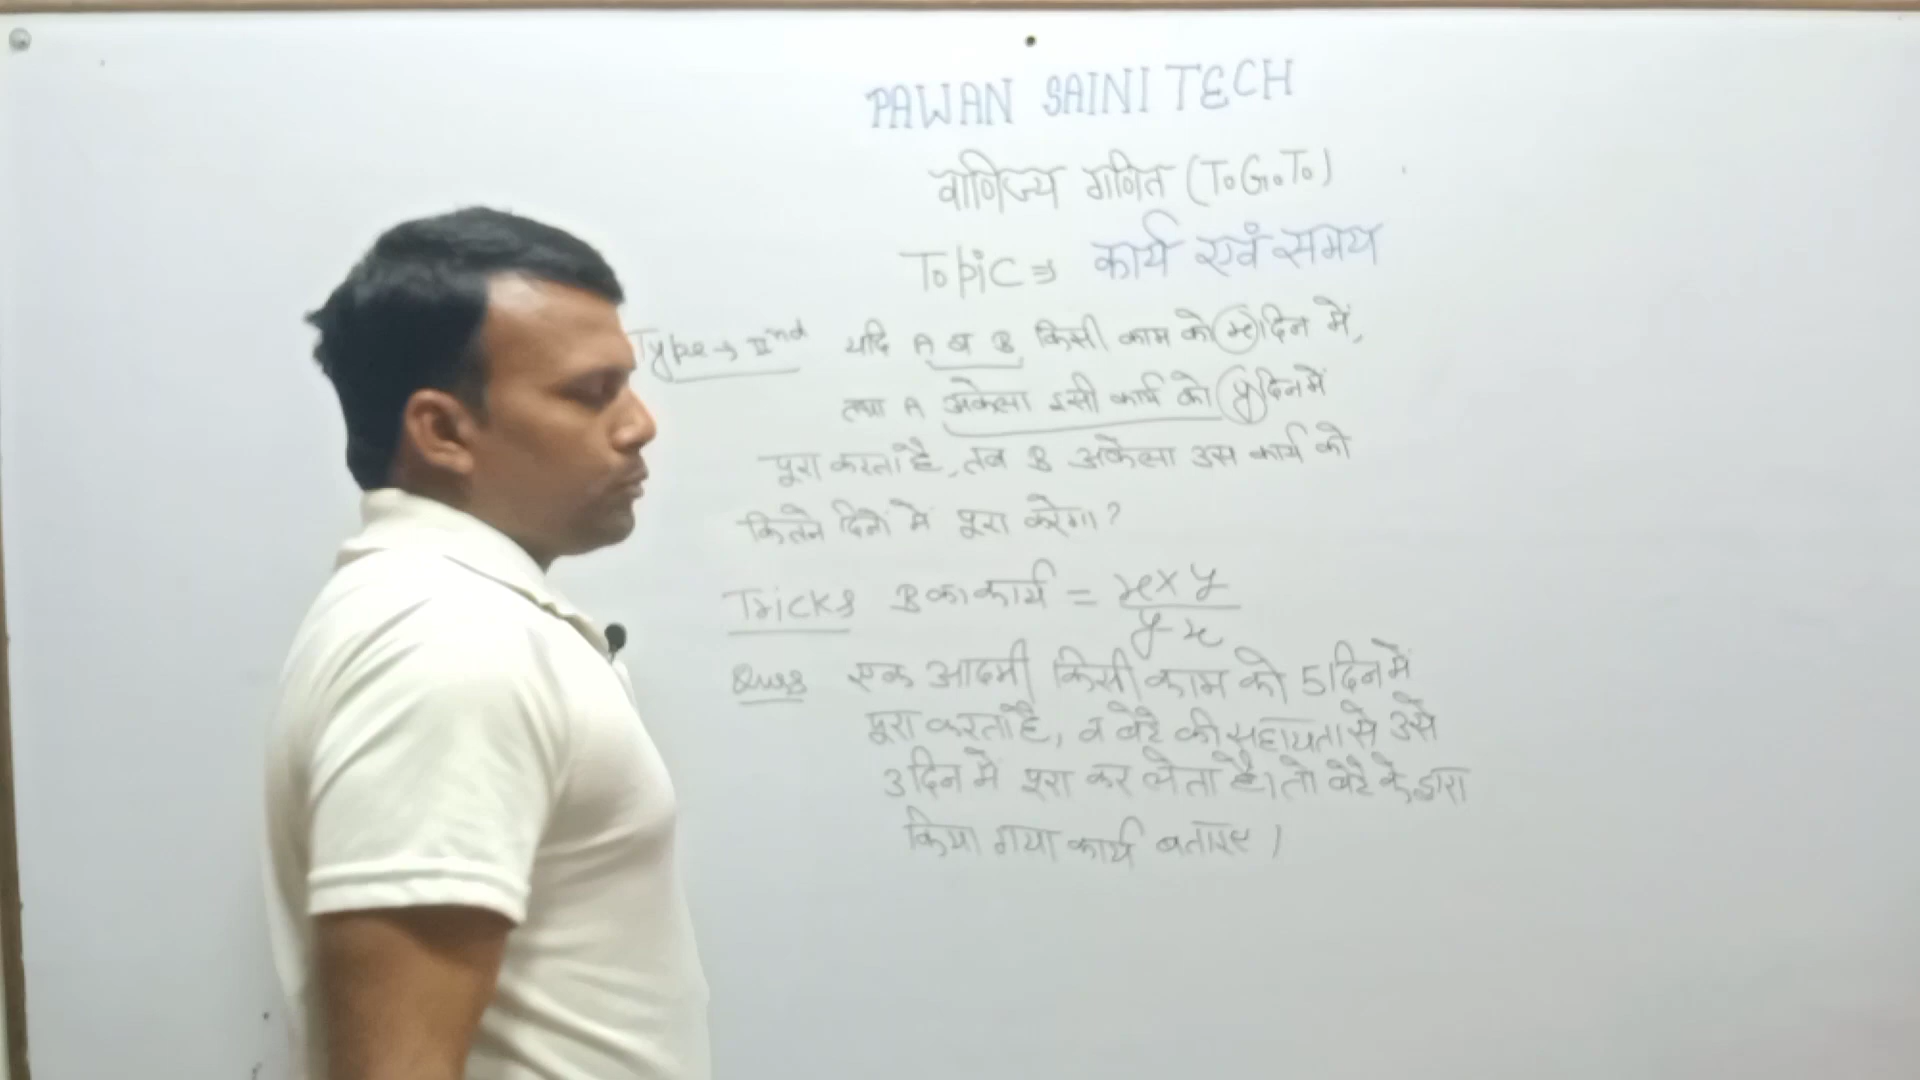 PAWAN SAINI TECH
वाणिज्य गणित (T.G.T.)
Topic ⇒ कार्य एवं समय
Type → IInd यदि A व B किसी काम को x दिन में,
तथा A अकेला इसी कार्य को y दिन में
पूरा करता है, तब B अकेला उस कार्य को
कितने दिनों में पूरा करेगा?
Tricks B का कार्य = x × y / y - x
Ques एक आदमी किसी काम को 5 दिन में
पूरा करता है, व बेटे की सहायता से उसे
3 दिन में पूरा कर लेता है। तो बेटे के द्वारा
किया गया कार्य बताइए।